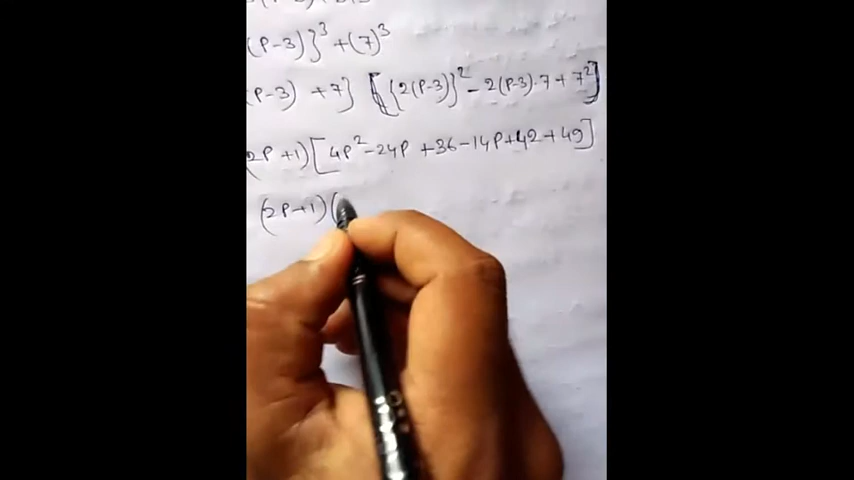 (P-3)}³ + (7)³
P-3) + 7} [{2(P-3)}² - 2(P-3)·7 + 7²]
(2P+1)[4P² - 24P + 36 - 14P + 42 + 49]
(2P+1)(